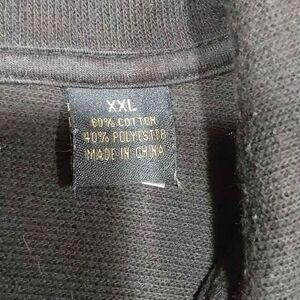 XXL
60% COTTON
40% POLYESTER
MADE IN CHINA